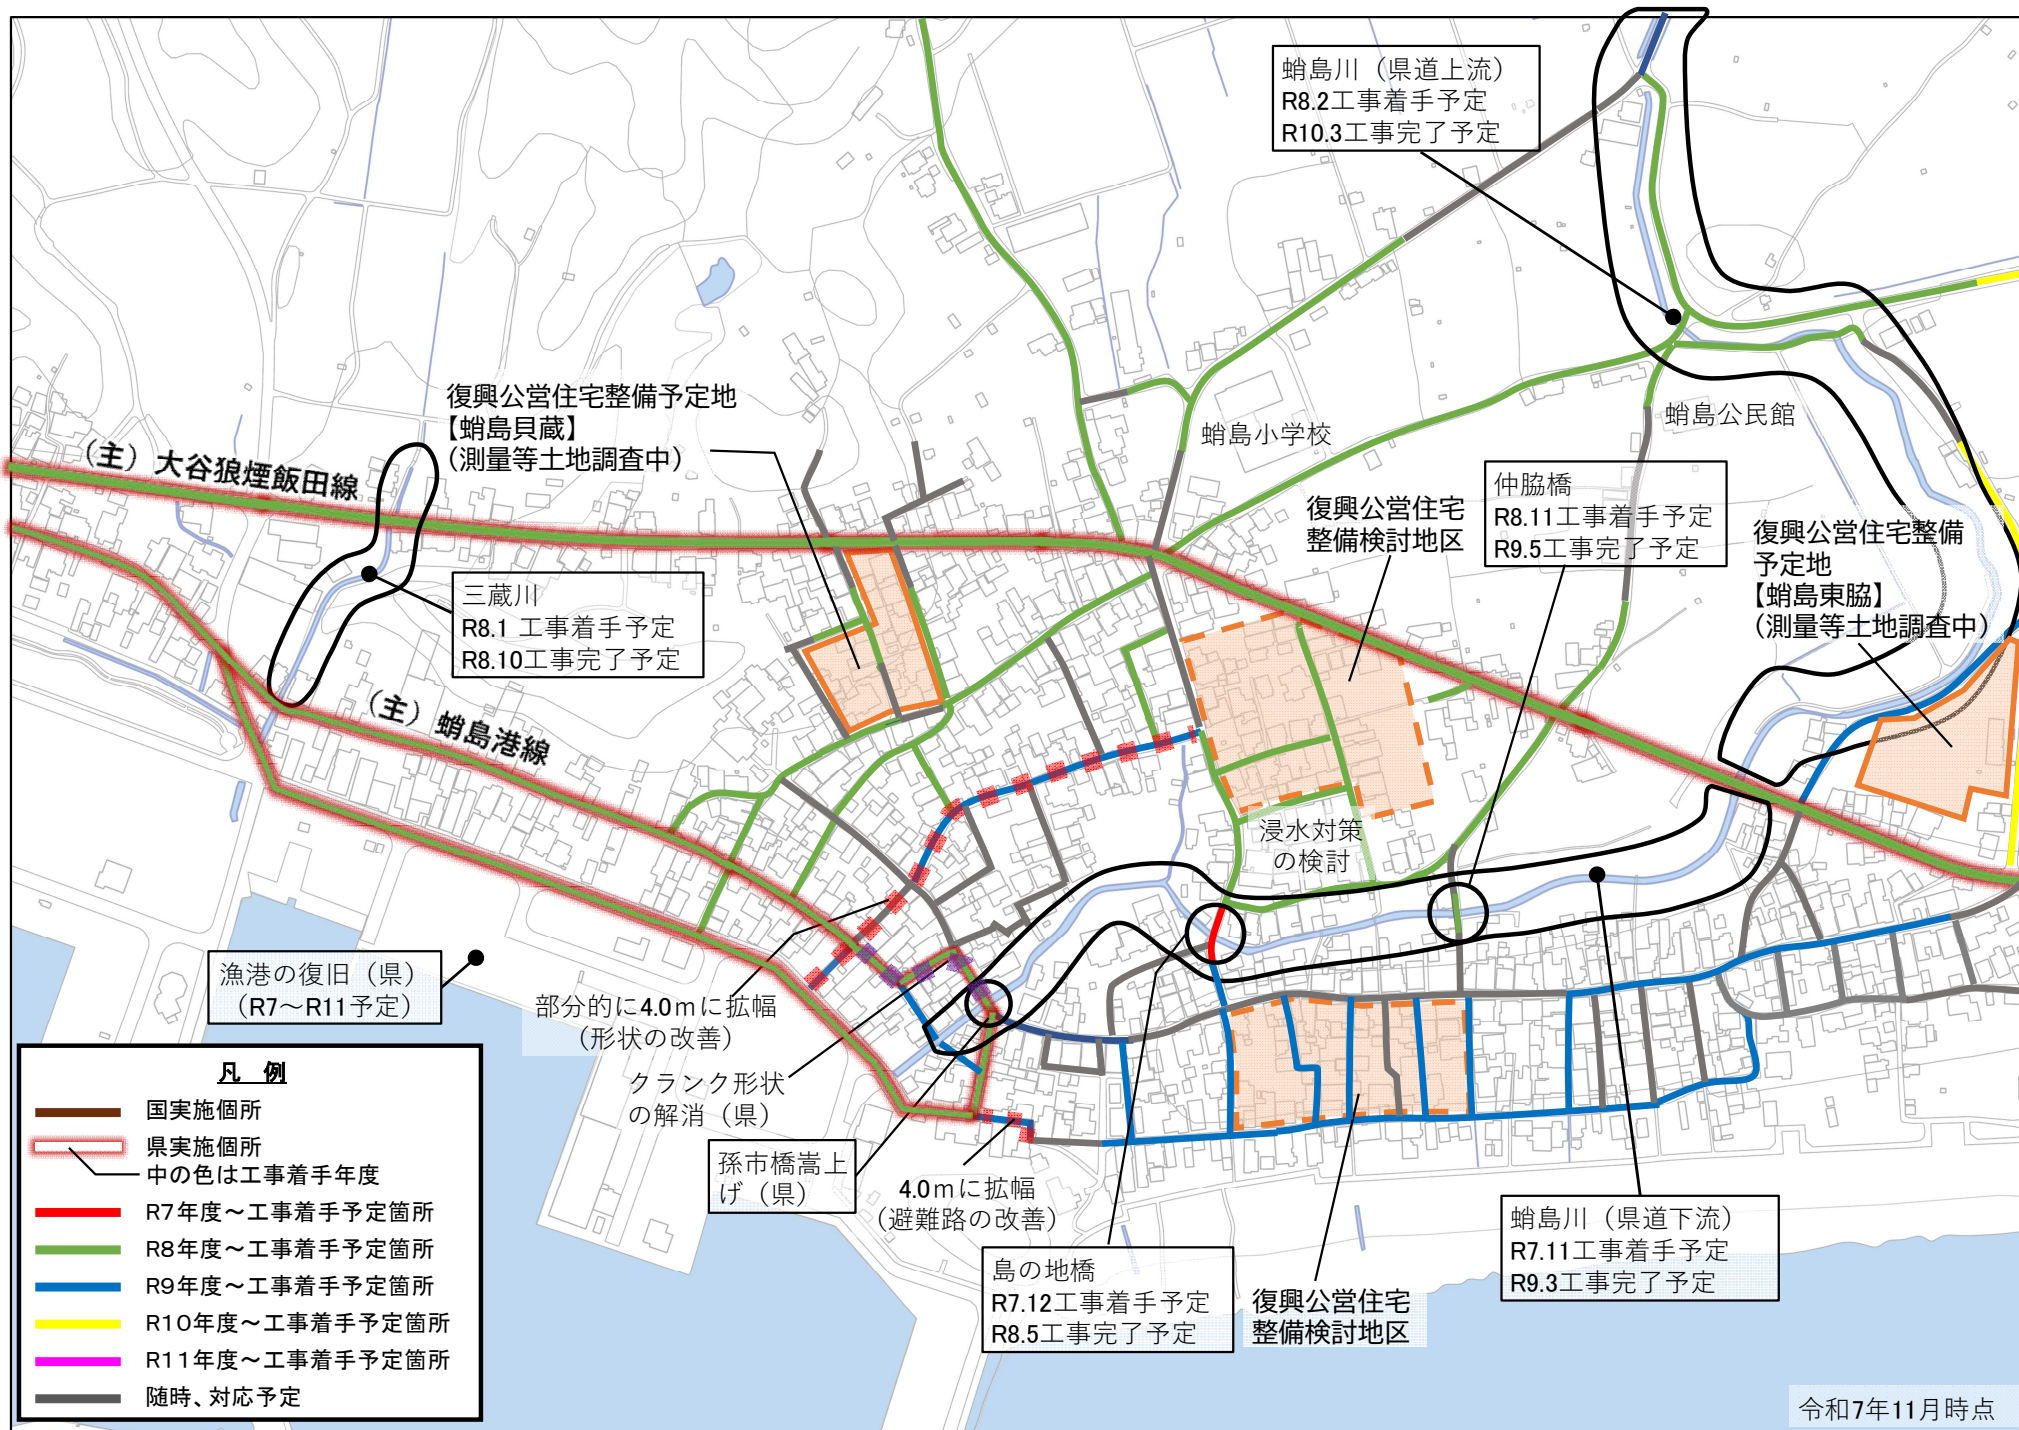 蛸島川（県道上流）
R8.2工事着手予定
R10.3工事完了予定
復興公営住宅整備予定地
【蛸島貝蔵】
（測量等土地調査中）
（主）大谷狼煙飯田線
蛸島小学校
蛸島公民館
仲脇橋
R8.11工事着手予定
R9.5工事完了予定
復興公営住宅
整備検討地区
復興公営住宅整備
予定地
【蛸島東脇】
（測量等土地調査中）
三蔵川
R8.1 工事着手予定
R8.10工事完了予定
（主）蛸島港線
浸水対策
の検討
漁港の復旧（県）
（R7～R11予定）
部分的に4.0ｍに拡幅
（形状の改善）
クランク形状
の解消（県）
孫市橋嵩上
げ（県）
4.0ｍに拡幅
（避難路の改善）
島の地橋
R7.12工事着手予定
R8.5工事完了予定
復興公営住宅
整備検討地区
蛸島川（県道下流）
R7.11工事着手予定
R9.3工事完了予定
凡 例
国実施個所
県実施個所
中の色は工事着手年度
R7年度～工事着手予定箇所
R8年度～工事着手予定箇所
R9年度～工事着手予定箇所
R10年度～工事着手予定箇所
R11年度～工事着手予定箇所
随時、対応予定
令和7年11月時点